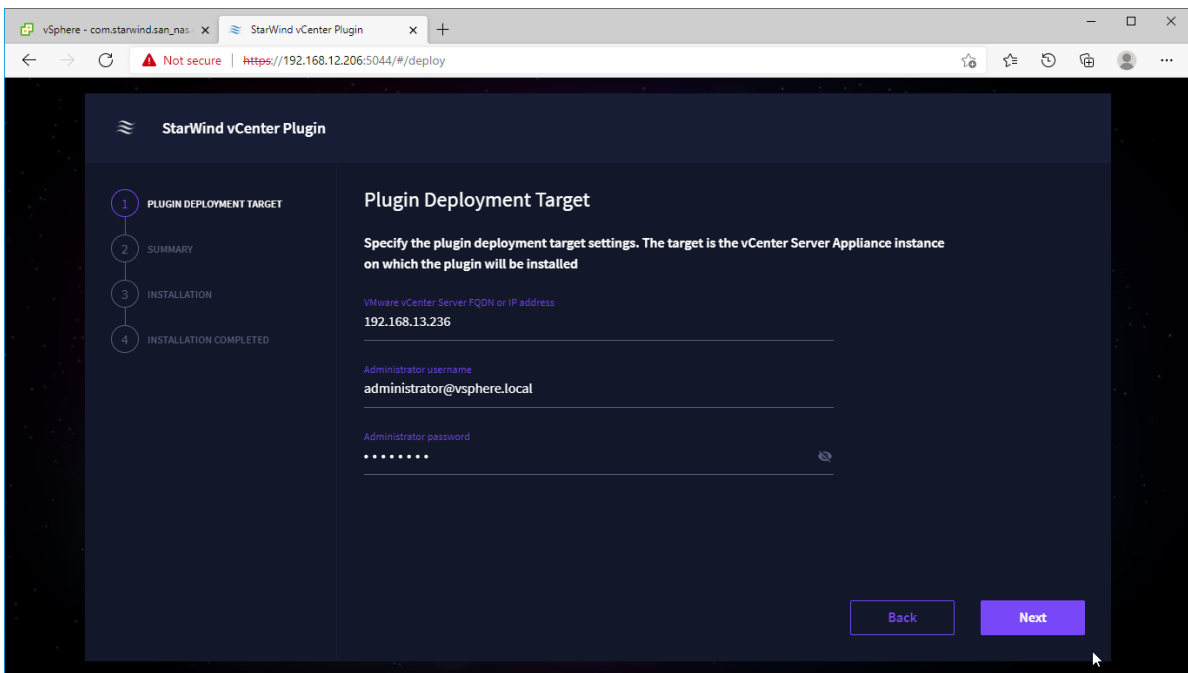 vSphere - com.starwind.san_nas.
StarWind vCenter Plugin
Not secure
https://192.168.12.206:5044/#/deploy
StarWind vCenter Plugin
1 PLUGIN DEPLOYMENT TARGET
2 SUMMARY
3 INSTALLATION
4 INSTALLATION COMPLETED
Plugin Deployment Target
Specify the plugin deployment target settings. The target is the vCenter Server Appliance instance
on which the plugin will be installed
VMware vCenter Server FQDN or IP address
192.168.13.236
Administrator username
administrator@vsphere.local
Administrator password
••••••••
Back
Next